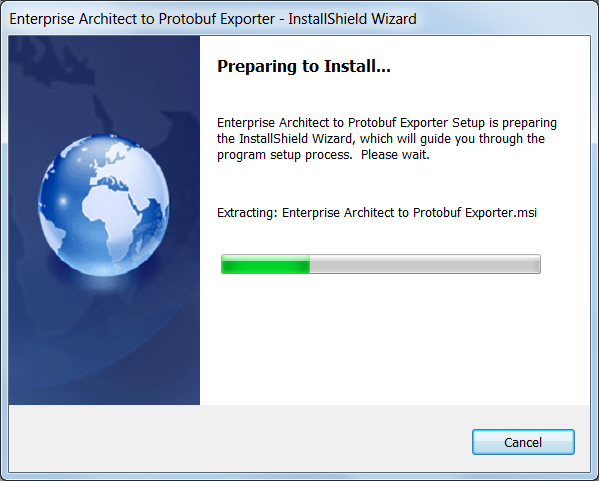 Enterprise Architect to Protobuf Exporter - InstallShield Wizard
Preparing to Install...
Enterprise Architect to Protobuf Exporter Setup is preparing
the InstallShield Wizard, which will guide you through the
program setup process.  Please wait.
Extracting: Enterprise Architect to Protobuf Exporter.msi
Cancel